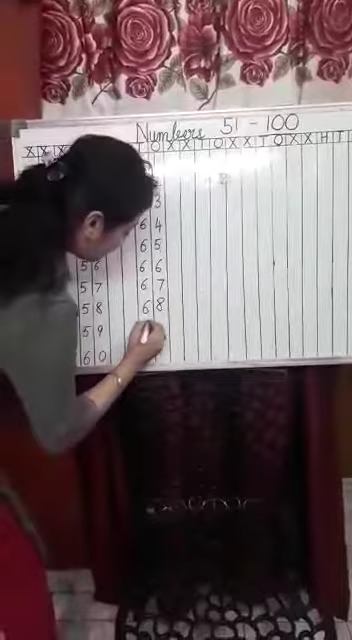 Numbers 51 - 100
X X X T O X X T O X X T O X X H T
3
6 4
6 5
5 6 6 6
5 7 6 7
5 8 6 8
5 9
6 0